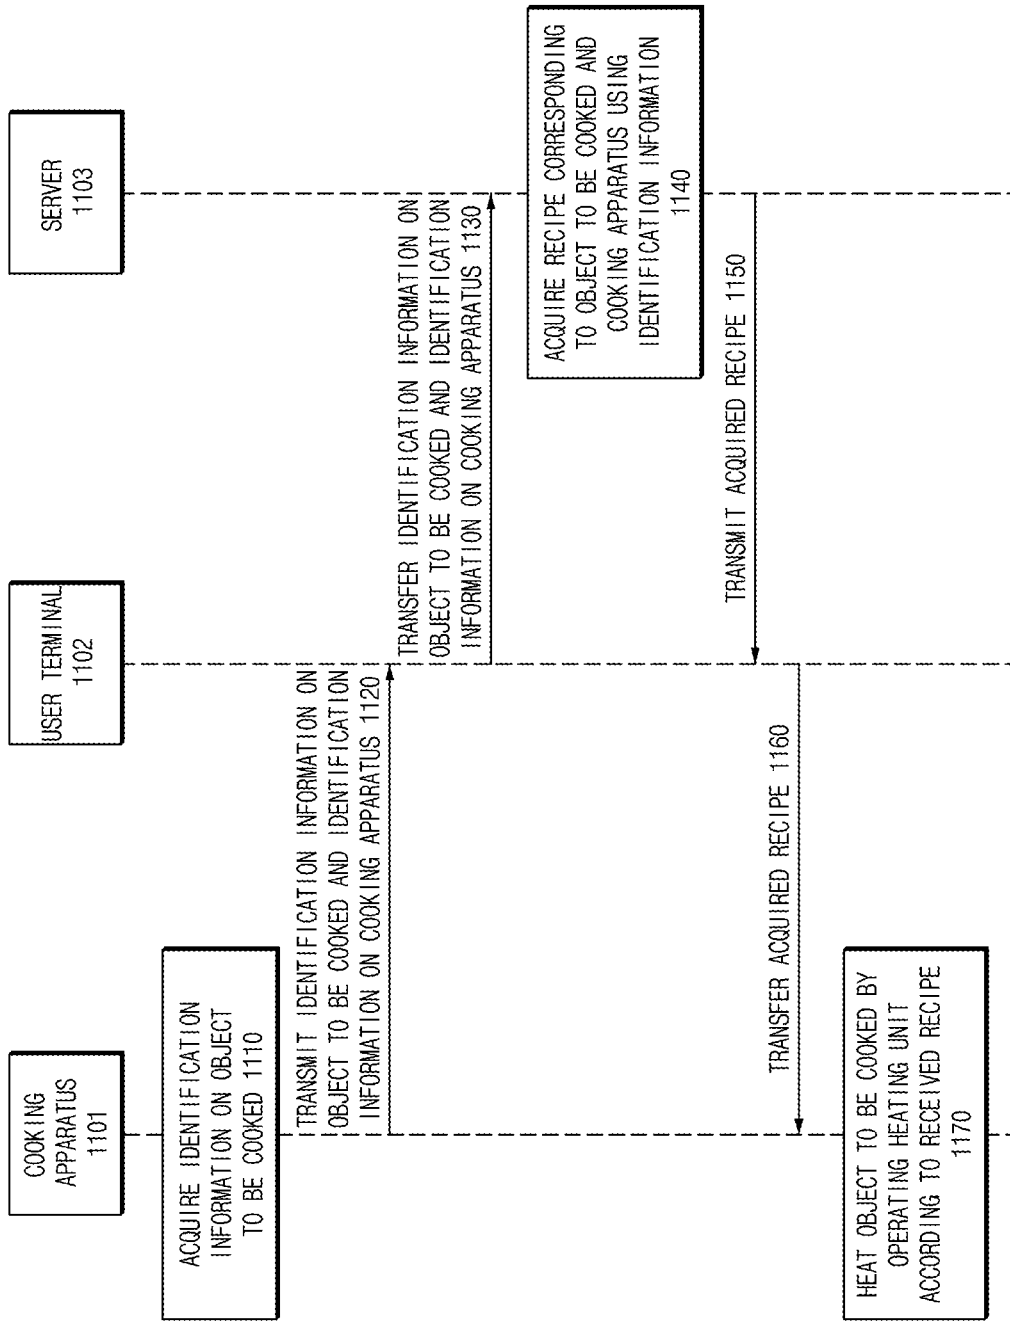 COOKING
APPARATUS
1101
USER TERMINAL
1102
SERVER
1103
ACQUIRE IDENTIFICATION
INFORMATION ON OBJECT
TO BE COOKED 1110
TRANSMIT IDENTIFICATION INFORMATION ON
OBJECT TO BE COOKED AND IDENTIFICATION
INFORMATION ON COOKING APPARATUS 1120
TRANSFER IDENTIFICATION INFORMATION ON
OBJECT TO BE COOKED AND IDENTIFICATION
INFORMATION ON COOKING APPARATUS 1130
ACQUIRE RECIPE CORRESPONDING
TO OBJECT TO BE COOKED AND
COOKING APPARATUS USING
IDENTIFICATION INFORMATION
1140
TRANSMIT ACQUIRED RECIPE 1150
TRANSFER ACQUIRED RECIPE 1160
HEAT OBJECT TO BE COOKED BY
OPERATING HEATING UNIT
ACCORDING TO RECEIVED RECIPE
1170